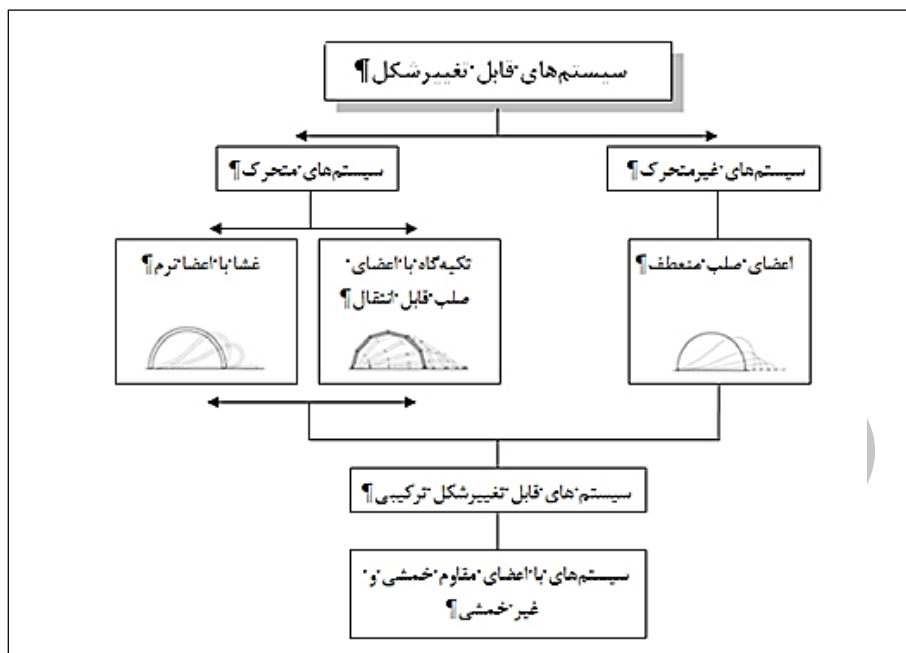 سیستم‌های قابل تغییرشکل¶
سیستم‌های غیرمتحرک¶
سیستم‌های متحرک¶
اعضای صلب منعطف¶
تکیه‌گاه با اعضای
صلب قابل انتقال¶
غشا با اعضا نرم¶
سیستم های قابل تغییرشکل ترکیبی¶
سیستم‌های با اعضای مقاوم خمشی و
غیر خمشی¶